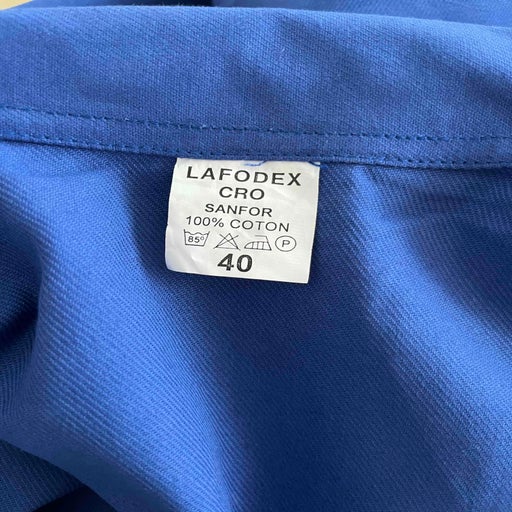 LAFODEX
CRO
SANFOR
100% COTON
85° P
40